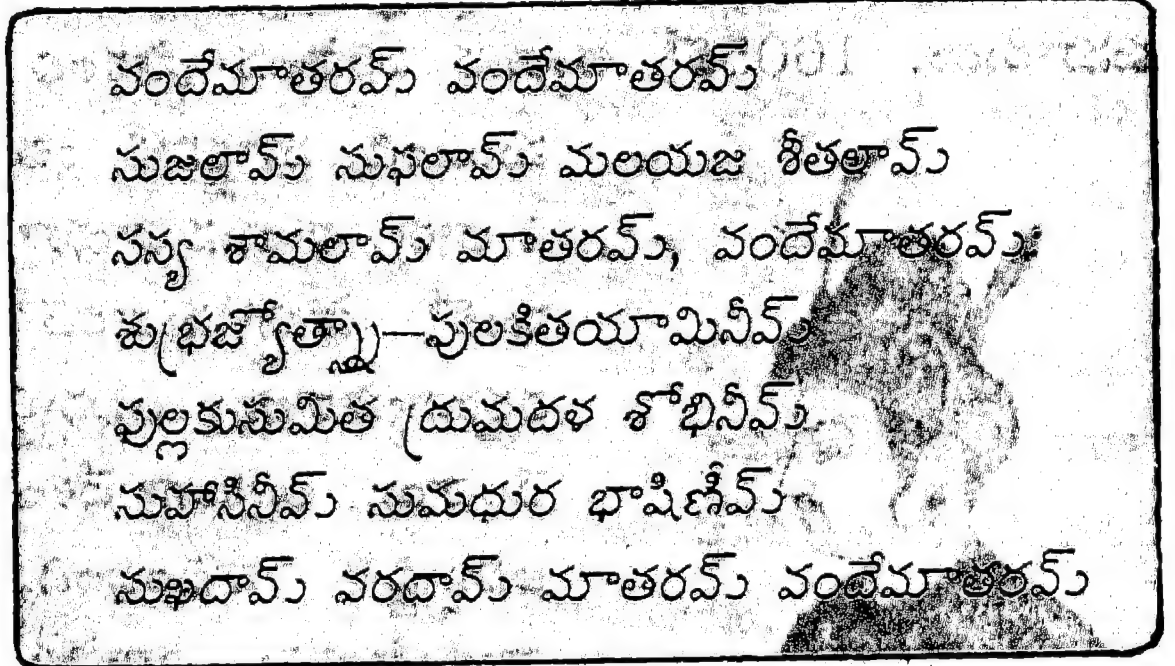 వందేమాతరమ్ వందేమాతరమ్
సుజలామ్ సుఫలామ్ మలయజ శీతలామ్
సస్య శామలామ్ మాతరమ్, వందేమాతరమ్;
శుభ్రజ్యోత్స్నా—పులకితయామినీమ్
పుల్లకుసుమిత ద్రుమదళ శోభినీమ్
సుహాసినీమ్ సుమధుర భాషిణీమ్
సుఖదామ్ వరదామ్ మాతరమ్ వందేమాతరమ్